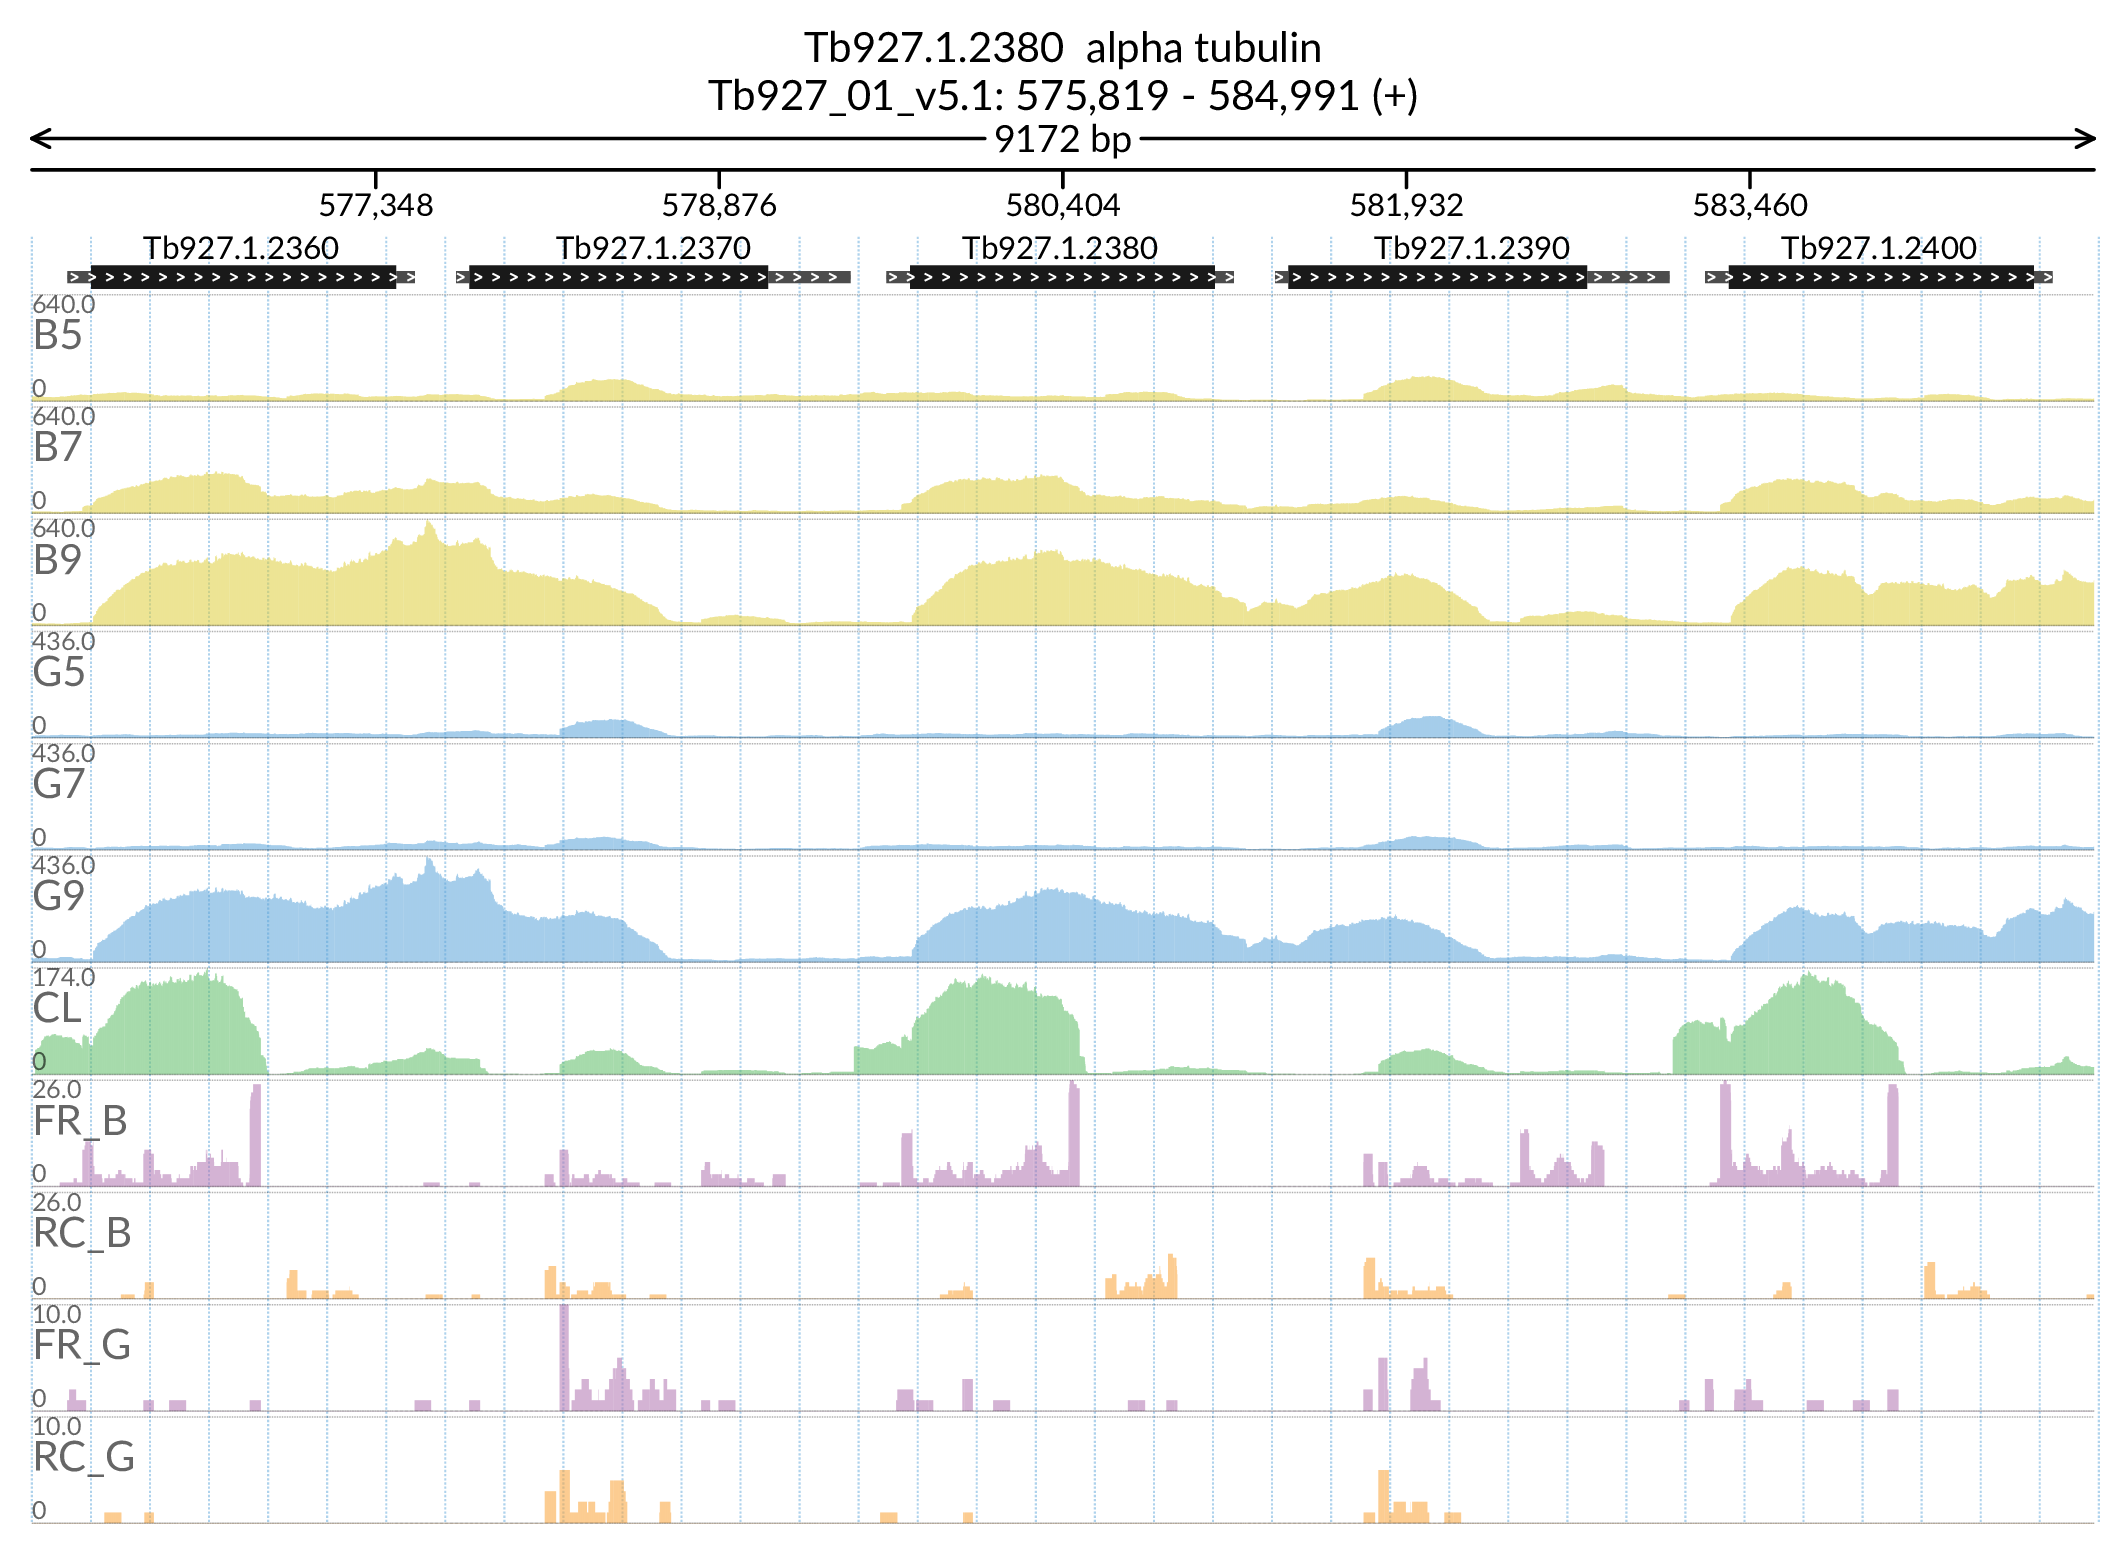 Tb927.1.2380 alpha tubulin
Tb927_01_v5.1: 575,819 - 584,991 (+)
9172 bp
577,348 578,876 580,404 581,932 583,460
Tb927.1.2360 Tb927.1.2370 Tb927.1.2380 Tb927.1.2390 Tb927.1.2400
640.0
B5
0
640.0
B7
0
640.0
B9
0
436.0
G5
0
436.0
G7
0
436.0
G9
0
174.0
CL
0
26.0
FR_B
0
26.0
RC_B
0
10.0
FR_G
0
10.0
RC_G
0